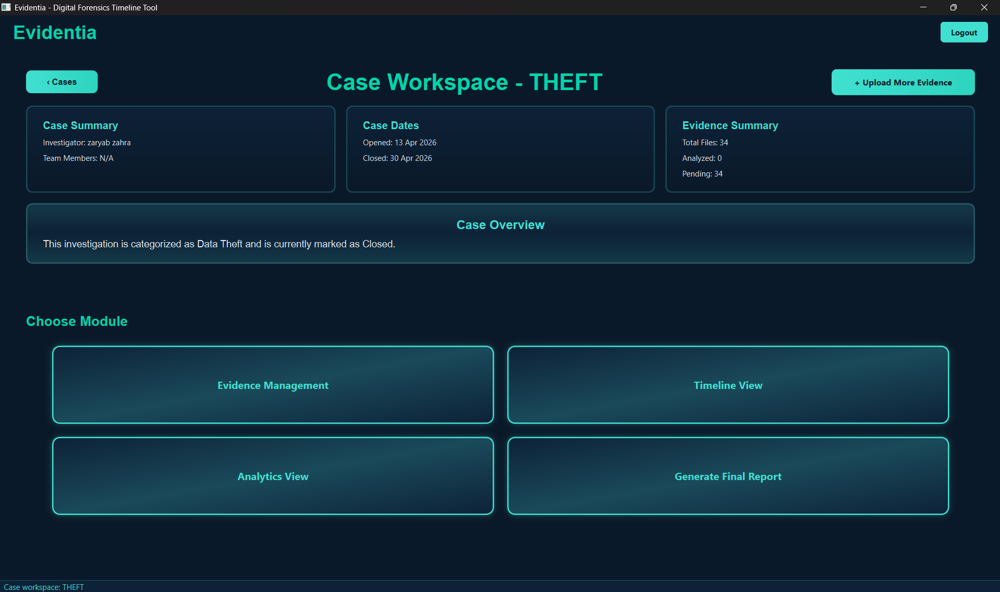 Evidentia - Digital Forensics Timeline Tool
Evidentia
Logout
‹ Cases
Case Workspace - THEFT
+ Upload More Evidence
Case Summary
Investigator: zaryab zahra
Team Members: N/A
Case Dates
Opened: 13 Apr 2026
Closed: 30 Apr 2026
Evidence Summary
Total Files: 34
Analyzed: 0
Pending: 34
Case Overview
This investigation is categorized as Data Theft and is currently marked as Closed.
Choose Module
Evidence Management
Timeline View
Analytics View
Generate Final Report
Case workspace: THEFT